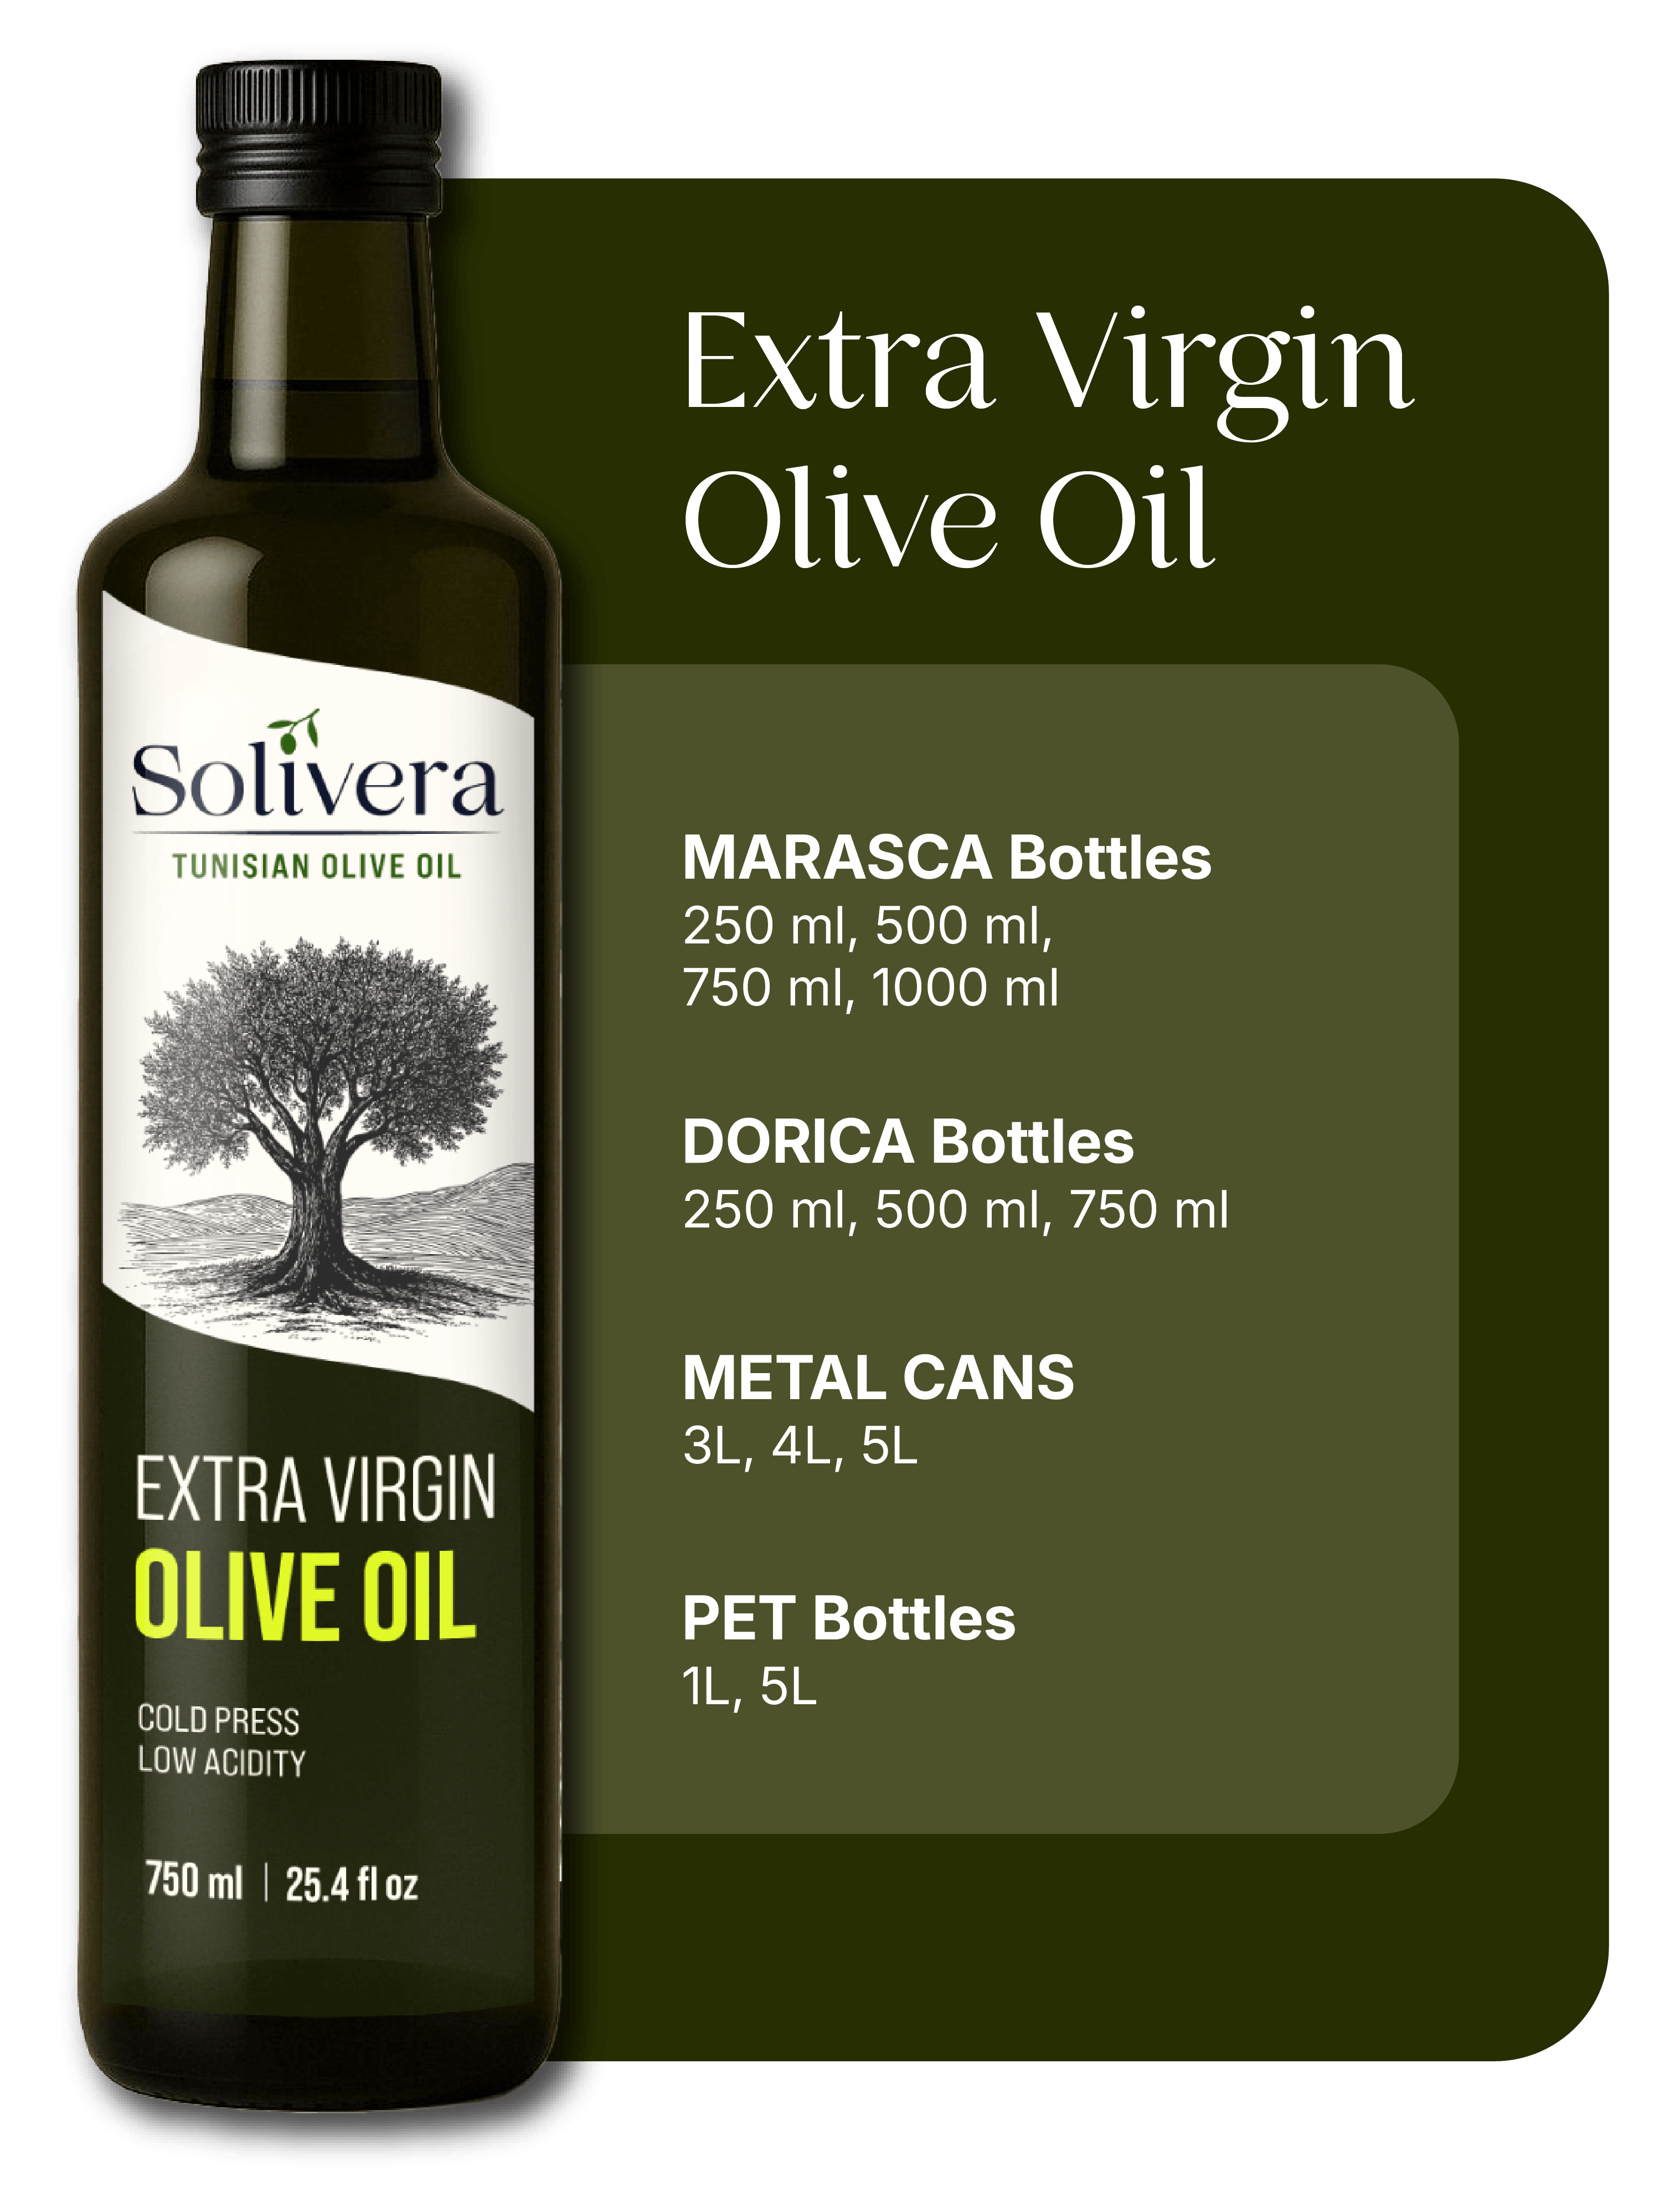 Solivera
TUNISIAN OLIVE OIL
EXTRA VIRGIN
OLIVE OIL
COLD PRESS
LOW ACIDITY
750 ml | 25.4 fl oz
Extra Virgin
Olive Oil
MARASCA Bottles
250 ml, 500 ml,
750 ml, 1000 ml
DORICA Bottles
250 ml, 500 ml, 750 ml
METAL CANS
3L, 4L, 5L
PET Bottles
1L, 5L